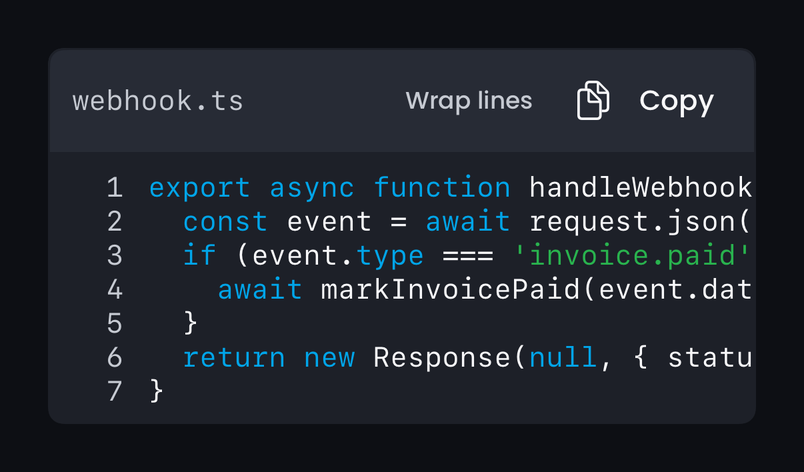 webhook.ts Wrap lines Copy
1 export async function handleWebhook
2   const event = await request.json(
3   if (event.type === 'invoice.paid'
4     await markInvoicePaid(event.dat
5   }
6   return new Response(null, { statu
7 }